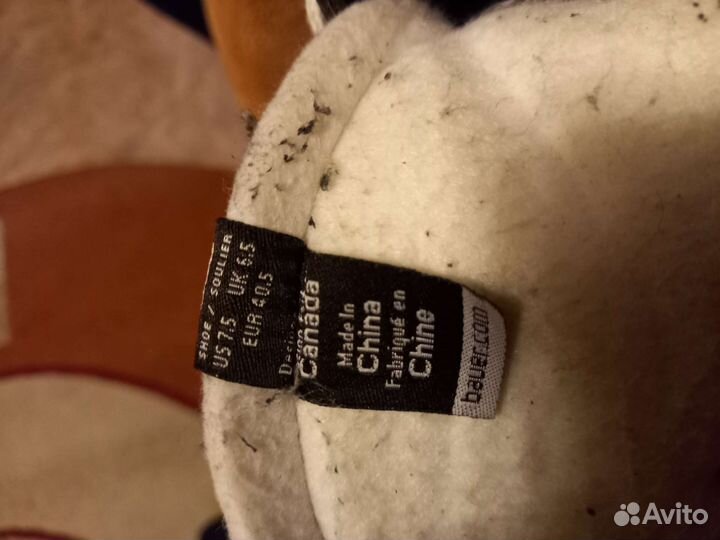 SHOE / SOULIER
US 7.5 UK 6.5
EUR 40.5
Canada
Made In
China
Fabriqué en
Chine
bauer.com
Avito